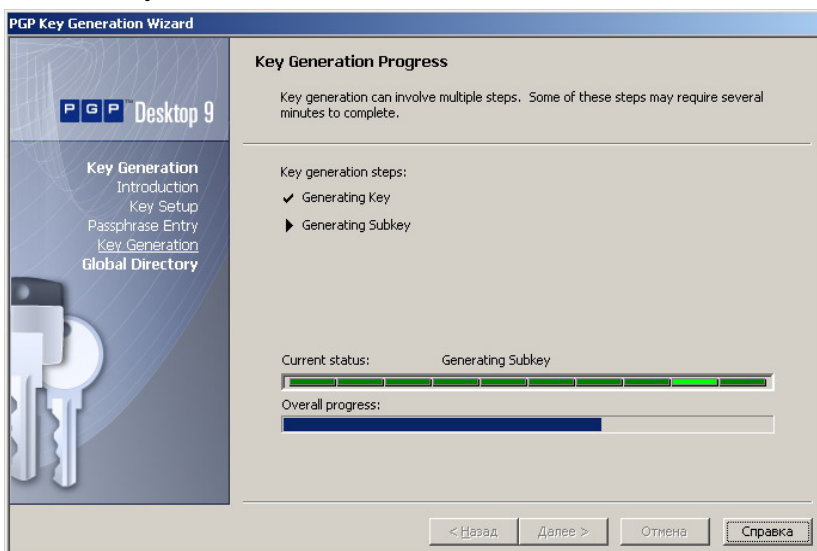 PGP Key Generation Wizard
PGP™ Desktop 9
Key Generation
Introduction
Key Setup
Passphrase Entry
Key Generation
Global Directory
Key Generation Progress
Key generation can involve multiple steps. Some of these steps may require several
minutes to complete.
Key generation steps:
Generating Key
Generating Subkey
Current status: Generating Subkey
Overall progress:
< Назад Далее > Отмена Справка